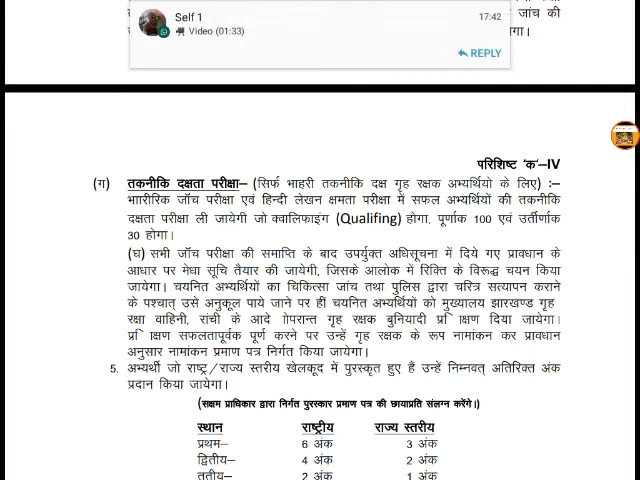 जांच की
Self 1
17:42
Video (01:33)
REPLY
परिशिष्ट 'क'–IV
(ग) तकनीकि दक्षता परीक्षा– (सिर्फ भाहरी तकनीकि दक्ष गृह रक्षक अभ्यर्थियो के लिए) :–
भाारीरिक जाँच परीक्षा एवं हिन्दी लेखन क्षमता परीक्षा में सफल अभ्यर्थियों की तकनीकि
दक्षता परीक्षा ली जायेगी जो क्वालिफाइंग (Qualifing) होगा, पूर्णाक 100 एवं उर्तीर्णाक
30 होगा।
(घ) सभी जाँच परीक्षा की समाप्ति के बाद उपर्युक्त अधिसूचना में दिये गए प्रावधान के
आधार पर मेधा सूचि तैयार की जायेगी, जिसके आलोक में रिक्ति के विरूद्ध चयन किया
जायेगा। चयनित अभ्यर्थियों का चिकित्सा जांच तथा पुलिस द्वारा चरित्र सत्यापन कराने
के पश्चात् उसे अनुकूल पाये जाने पर हीं चयनित अभ्यर्थियों को मुख्यालय झारखण्ड गृह
रक्षा वाहिनी, रांची के आदे ाोपरान्त गृह रक्षक बुनियादी प्र िाक्षण दिया जायेगा।
प्र िाक्षण सफलतापूर्वक पूर्ण करने पर उन्हें गृह रक्षक के रूप नामांकन कर प्रावधान
अनुसार नामांकन प्रमाण पत्र निर्गत किया जायेगा।
5. अभ्यर्थी जो राष्ट्र/राज्य स्तरीय खेलकूद में पुरस्कृत हुए हैं उन्हें निम्नवत् अतिरिक्त अंक
प्रदान किया जायेगा।
(सक्षम प्राधिकार द्वारा निर्गत पुरस्कार प्रमाण पत्र की छायाप्रति संलग्न करेंगे।)
स्थान राष्ट्रीय राज्य स्तरीय
प्रथम– 6 अंक 3 अंक
द्वितीय– 4 अंक 2 अंक
तृतीय– 2 अंक 1 अंक